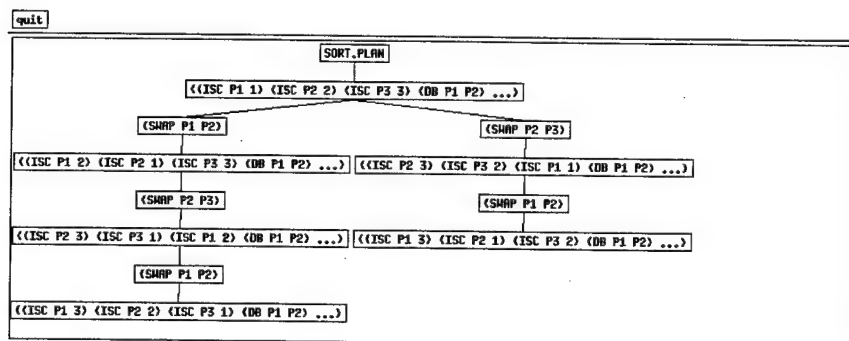 quit
SORT.PLAN
((ISC P1 1) (ISC P2 2) (ISC P3 3) (DB P1 P2) ...)
(SWAP P1 P2)
(SWAP P2 P3)
((ISC P1 2) (ISC P2 1) (ISC P3 3) (DB P1 P2) ...)
((ISC P2 3) (ISC P3 2) (ISC P1 1) (DB P1 P2) ...)
(SWAP P2 P3)
(SWAP P1 P2)
((ISC P2 3) (ISC P3 1) (ISC P1 2) (DB P1 P2) ...)
((ISC P1 3) (ISC P2 1) (ISC P3 2) (DB P1 P2) ...)
(SWAP P1 P2)
((ISC P1 3) (ISC P2 2) (ISC P3 1) (DB P1 P2) ...)